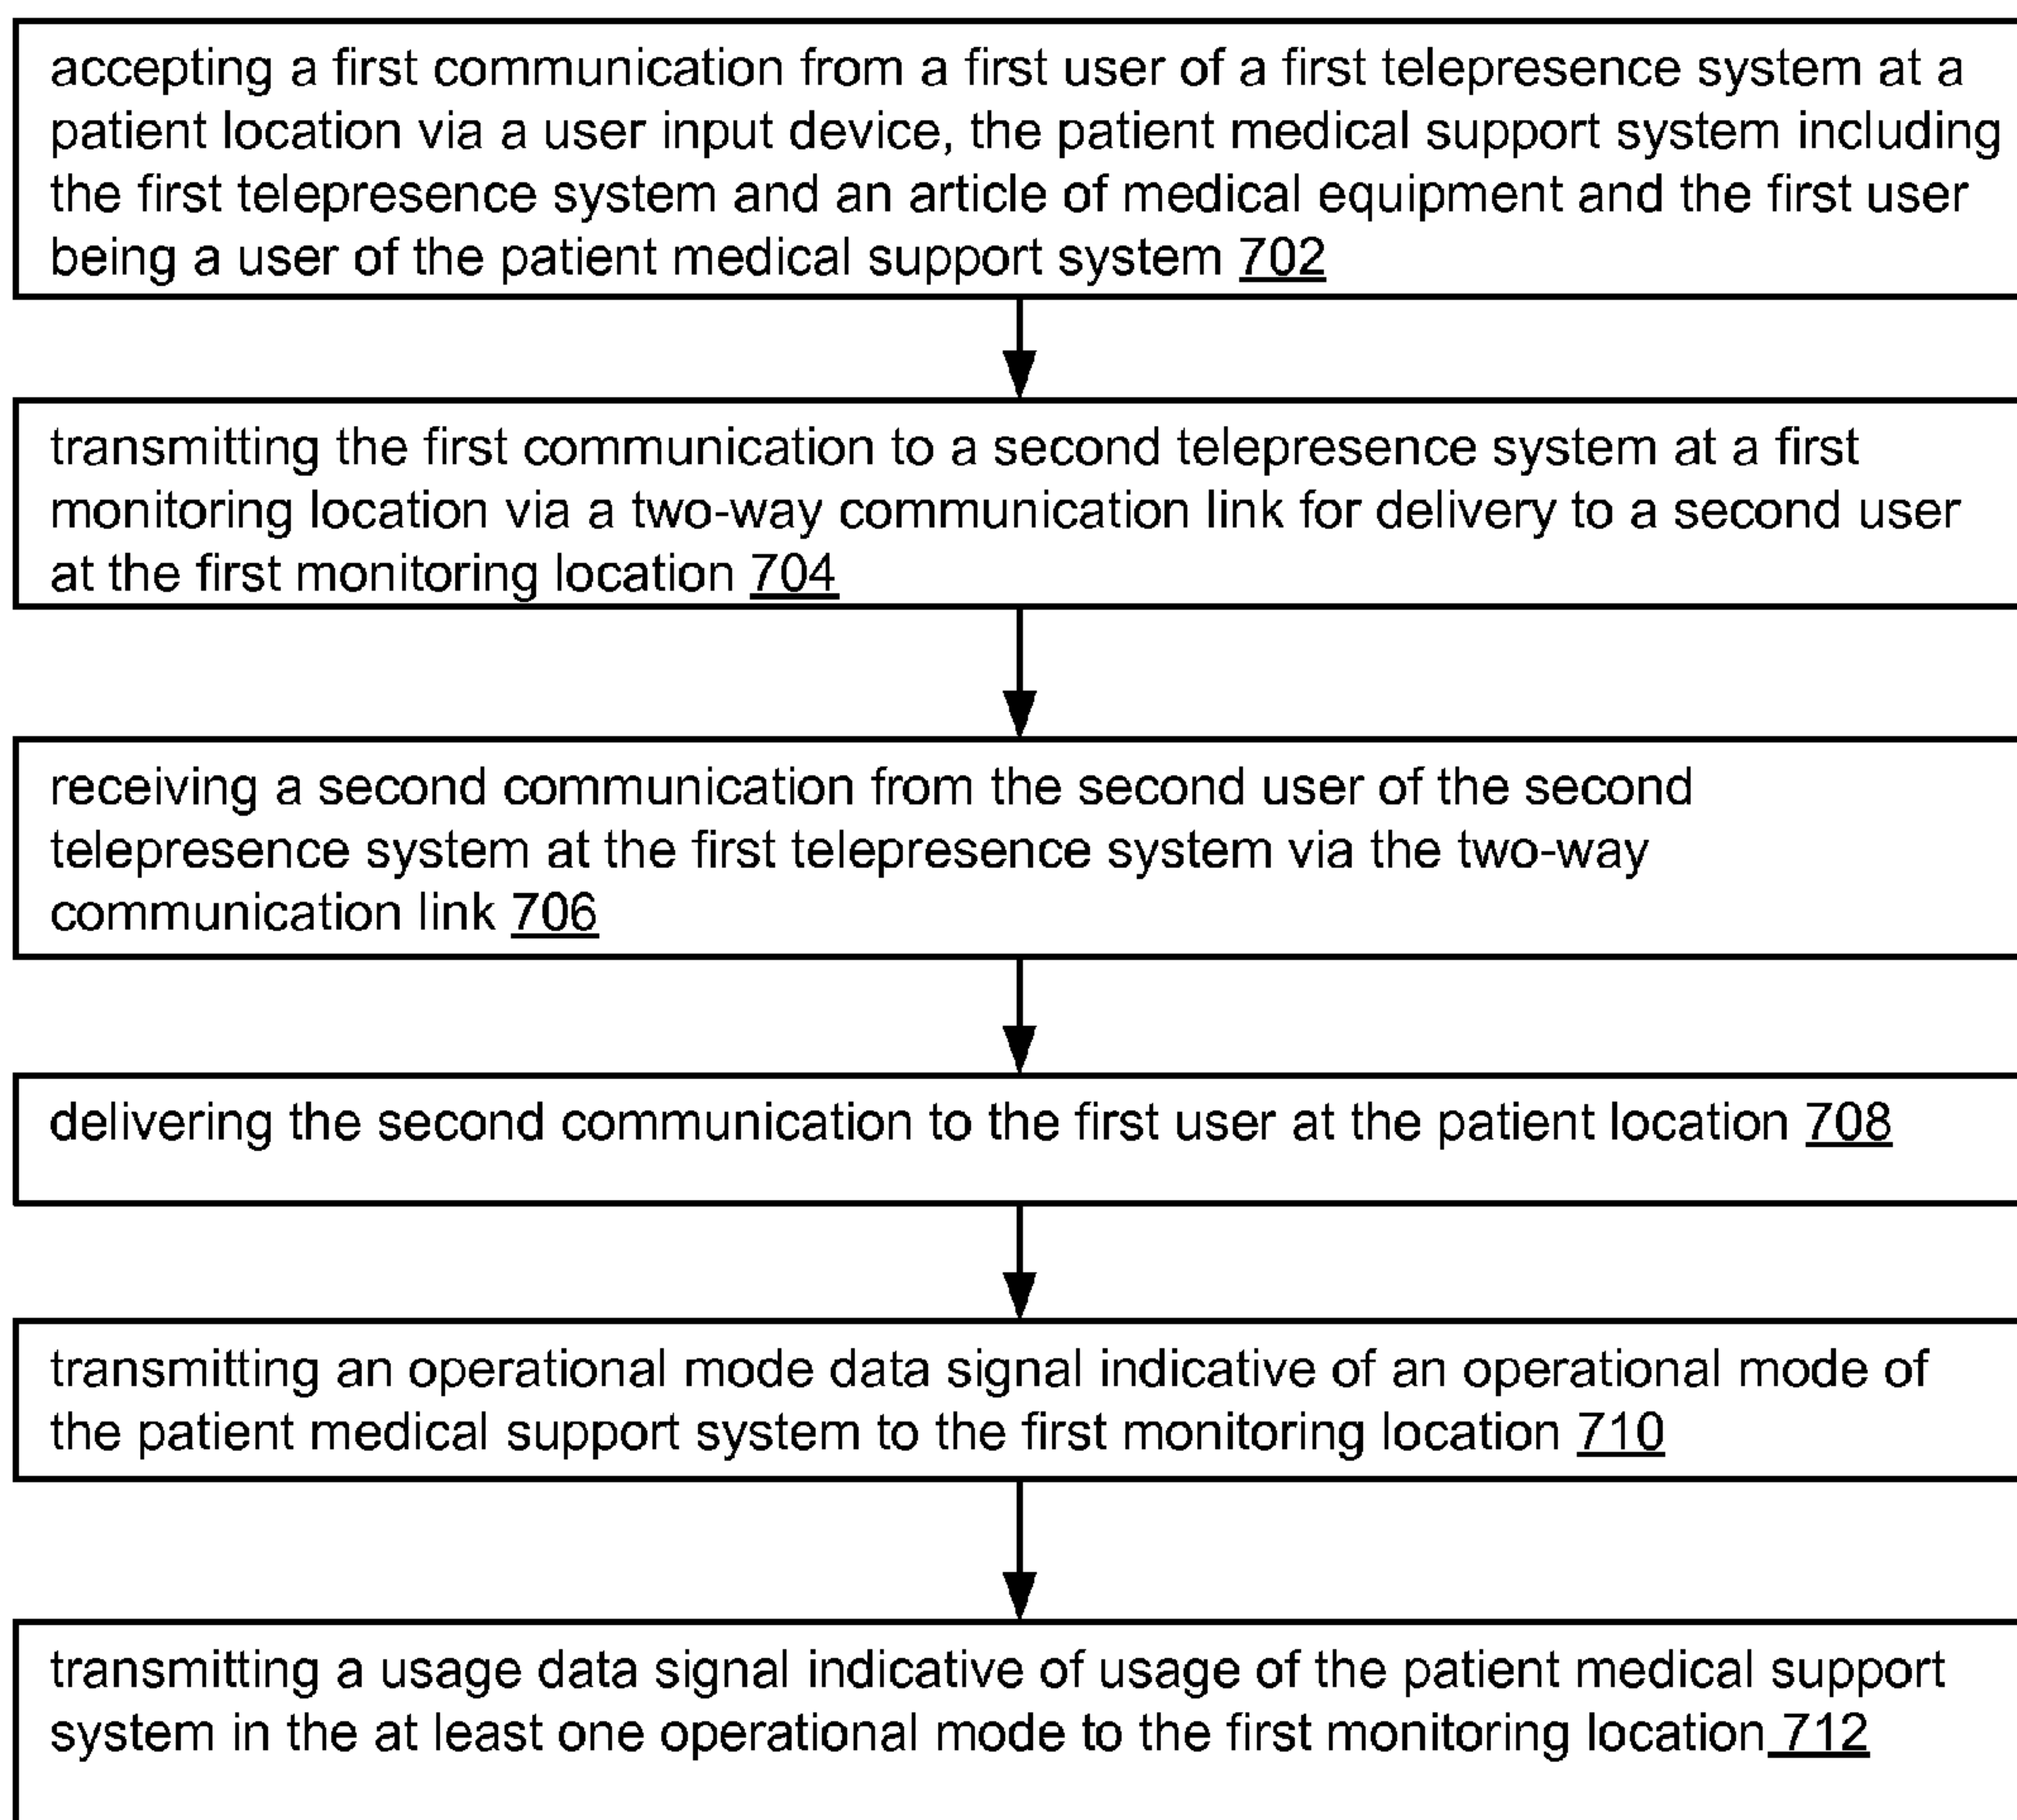 accepting a first communication from a first user of a first telepresence system at a
patient location via a user input device, the patient medical support system including
the first telepresence system and an article of medical equipment and the first user
being a user of the patient medical support system 702
transmitting the first communication to a second telepresence system at a first
monitoring location via a two-way communication link for delivery to a second user
at the first monitoring location 704
receiving a second communication from the second user of the second
telepresence system at the first telepresence system via the two-way
communication link 706
delivering the second communication to the first user at the patient location 708
transmitting an operational mode data signal indicative of an operational mode of
the patient medical support system to the first monitoring location 710
transmitting a usage data signal indicative of usage of the patient medical support
system in the at least one operational mode to the first monitoring location 712